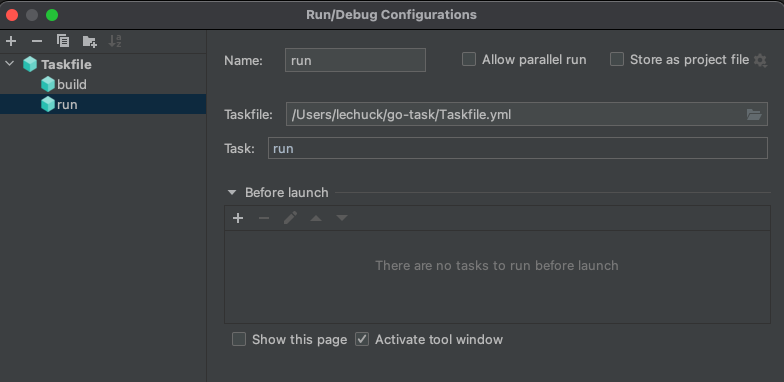 Run/Debug Configurations
Taskfile
build
run
Name: run Allow parallel run Store as project file
Taskfile: /Users/lechuck/go-task/Taskfile.yml
Task: run
Before launch
There are no tasks to run before launch
Show this page Activate tool window